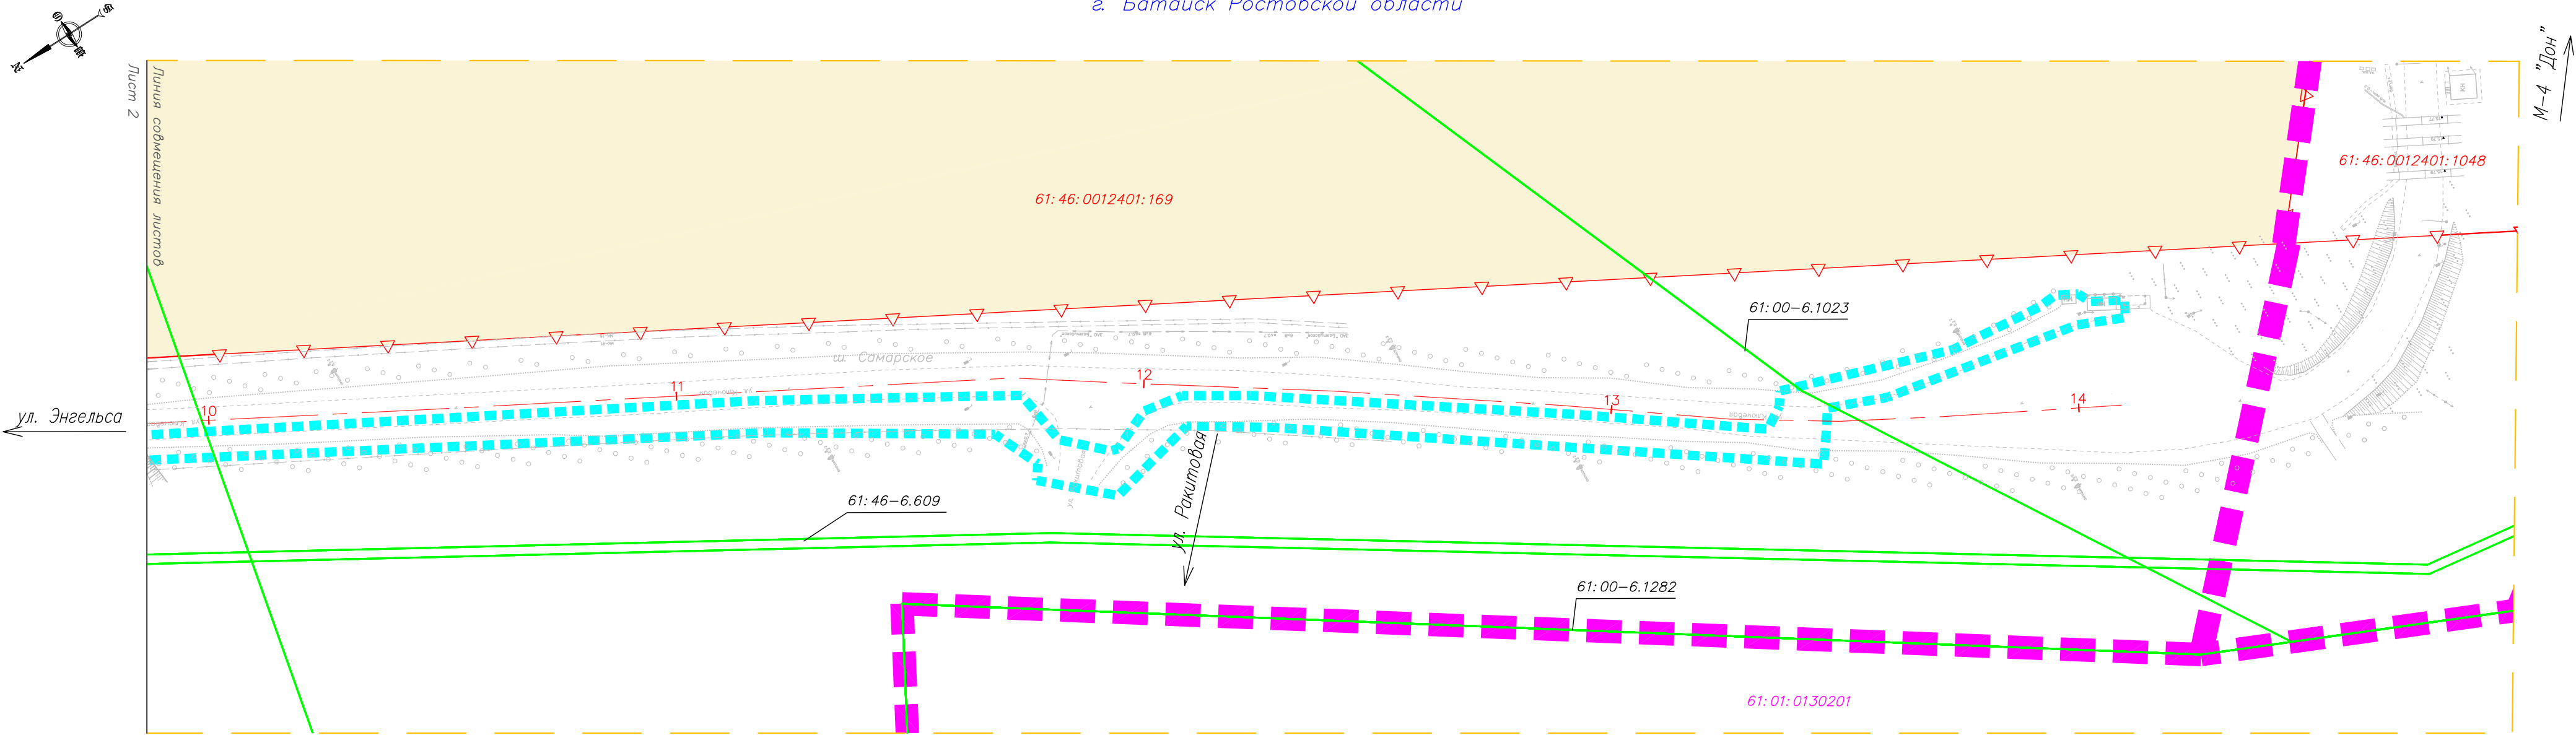 г. Батайск Ростовской области
М-4 "Дон"
Линия совмещения листов
Лист 2
61:46:0012401:1048
61:46:0012401:169
61:00-6.1023
ш. Самарское
10
11
12
13
14
ул. Энгельса
61:46-6.609
ул. Ракитовая
61:00-6.1282
61:01:0130201